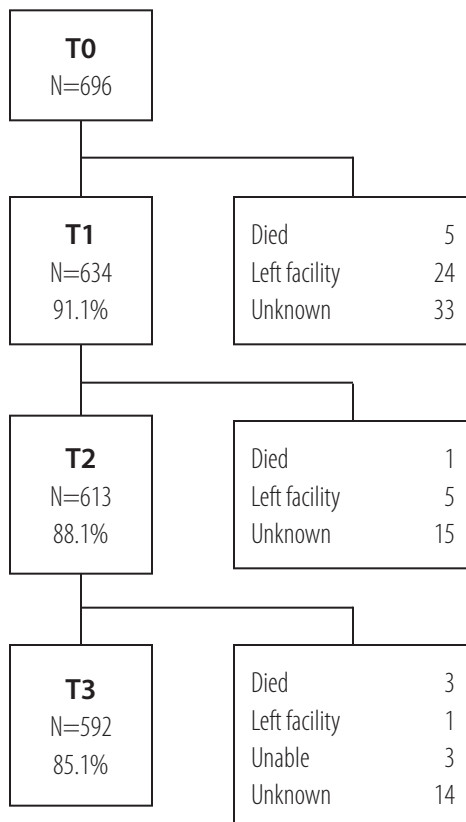 T0
N=696
T1
N=634
91.1%
Died 5
Left facility 24
Unknown 33
T2
N=613
88.1%
Died 1
Left facility 5
Unknown 15
T3
N=592
85.1%
Died 3
Left facility 1
Unable 3
Unknown 14